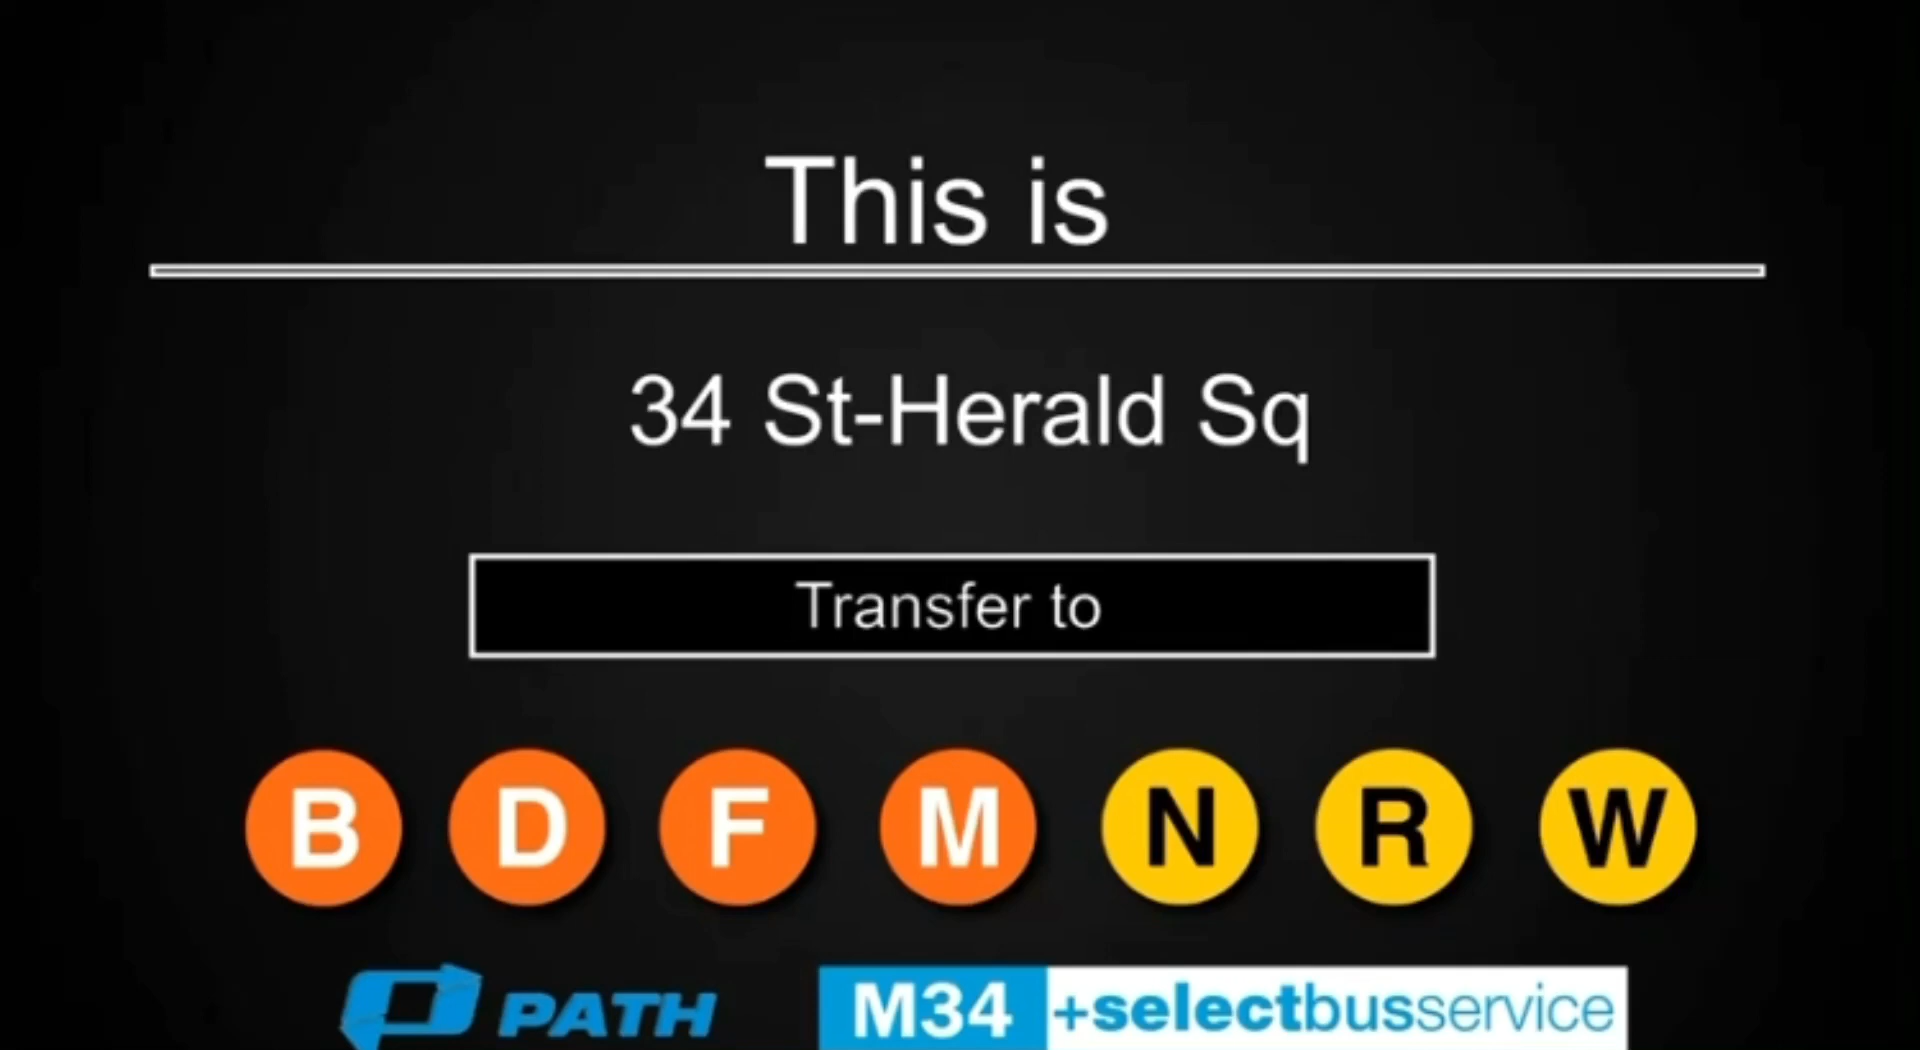 This is
34 St-Herald Sq
Transfer to
B D F M N R W
PATH M34 +selectbusservice